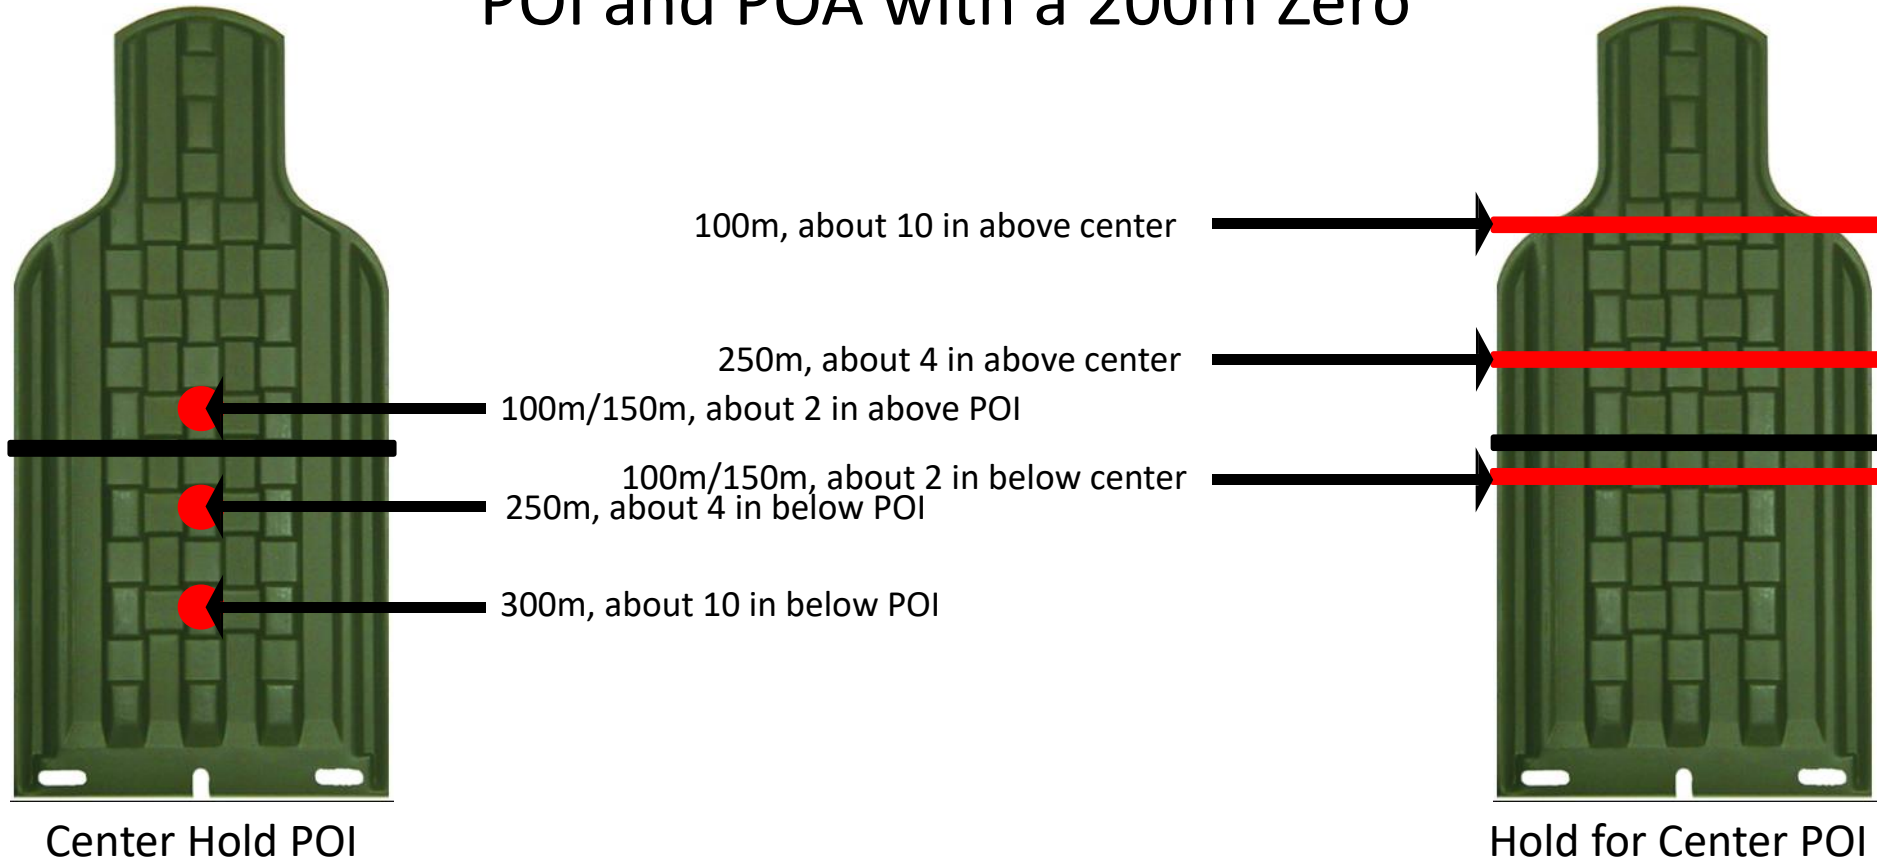 POI and POA with a 200m Zero
100m, about 10 in above center
250m, about 4 in above center
100m/150m, about 2 in above POI
100m/150m, about 2 in below center
250m, about 4 in below POI
300m, about 10 in below POI
Center Hold POI
Hold for Center POI